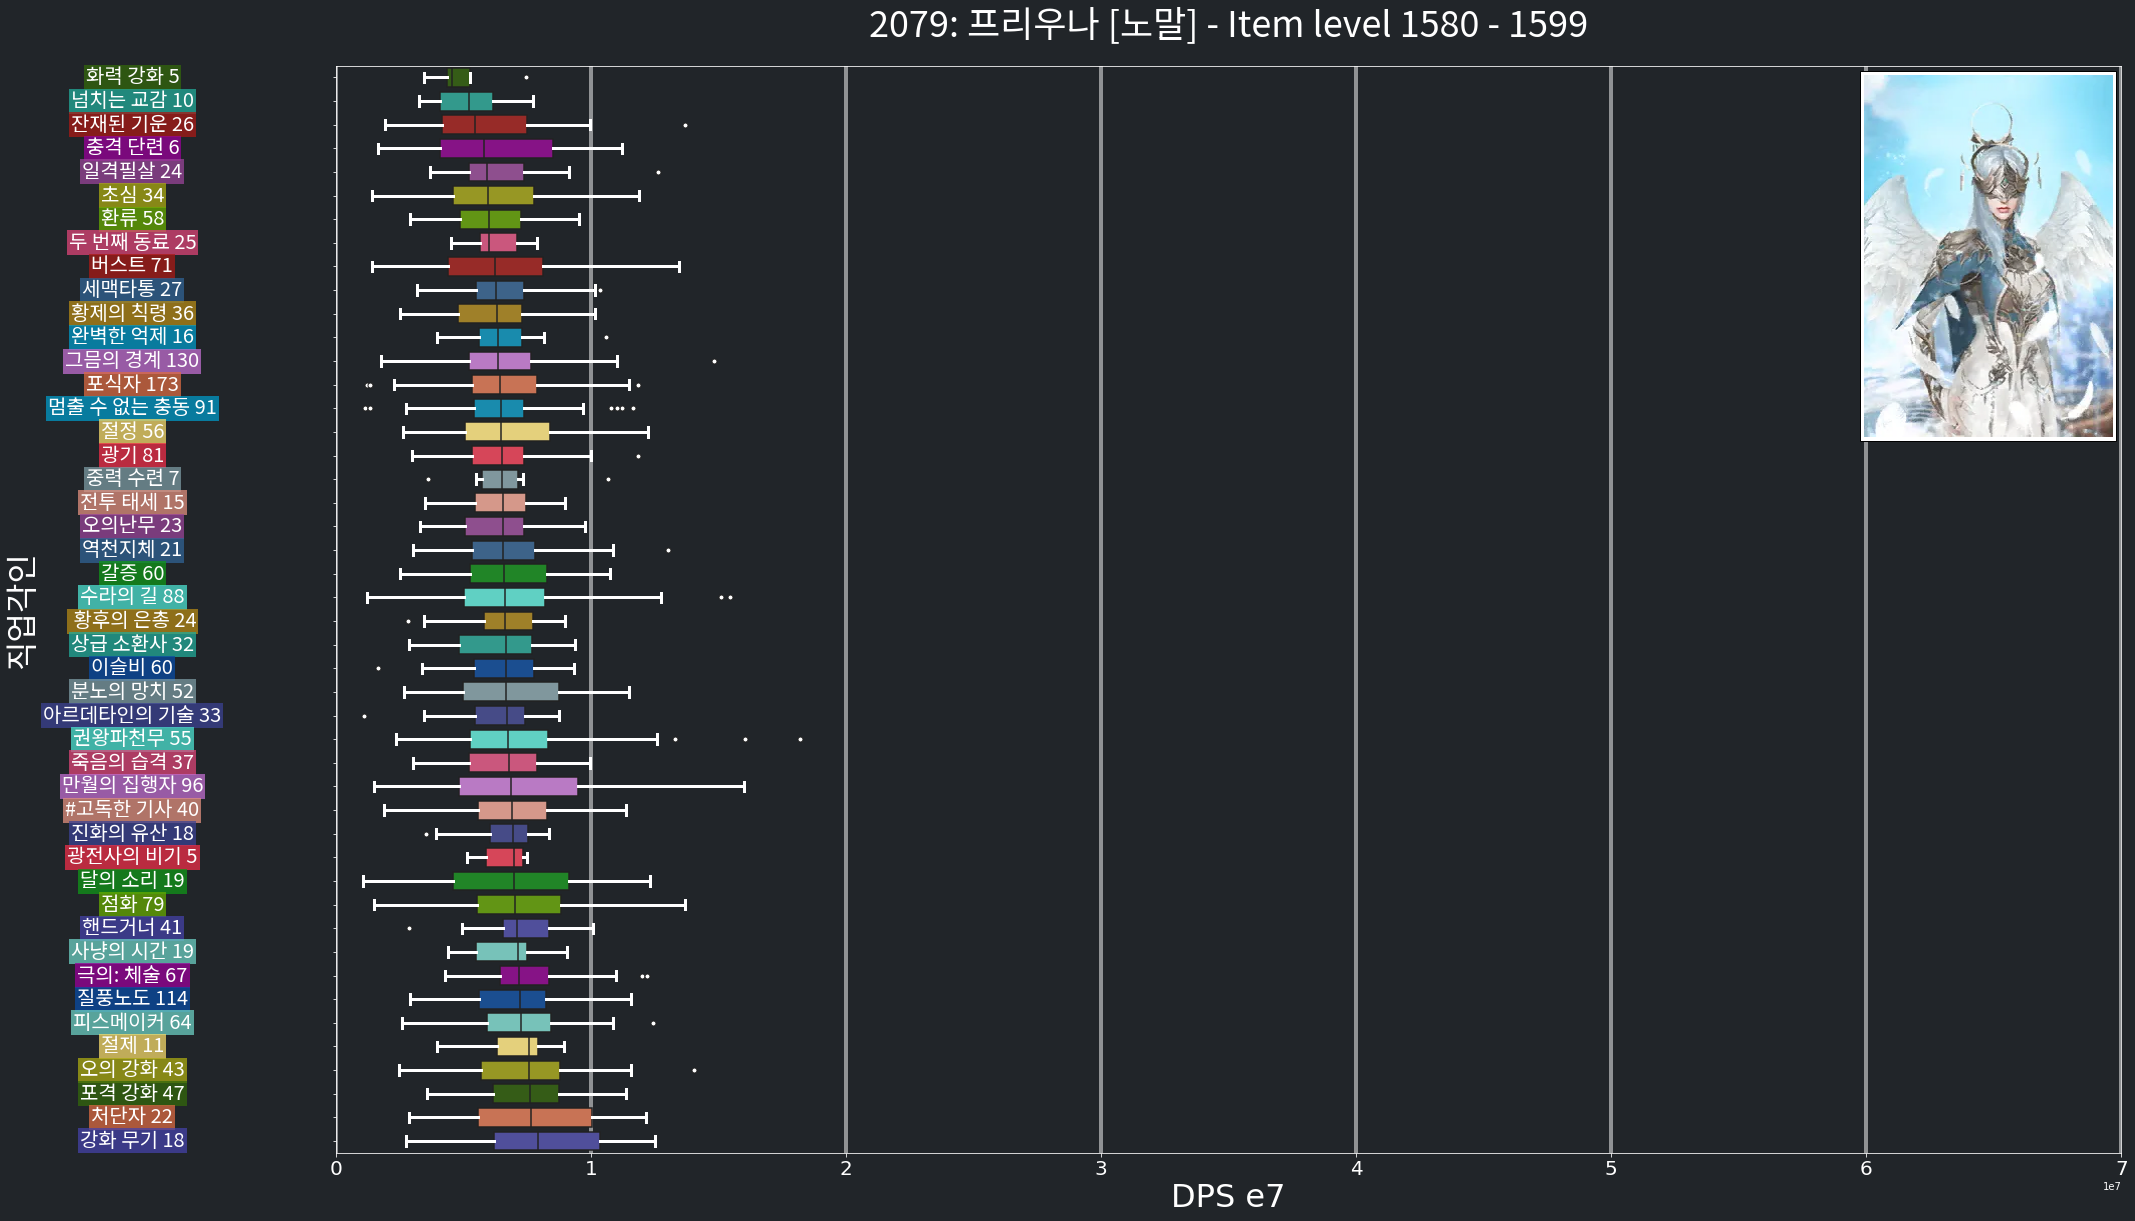 2079: 프리우나 [노말] - Item level 1580 - 1599
화력 강화 5
넘치는 교감 10
잔재된 기운 26
충격 단련 6
일격필살 24
초심 34
환류 58
두 번째 동료 25
버스트 71
세맥타통 27
황제의 칙령 36
완벽한 억제 16
그믐의 경계 130
포식자 173
멈출 수 없는 충동 91
절정 56
광기 81
중력 수련 7
전투 태세 15
오의난무 23
역천지체 21
갈증 60
수라의 길 88
황후의 은총 24
상급 소환사 32
이슬비 60
분노의 망치 52
아르데타인의 기술 33
권왕파천무 55
죽음의 습격 37
만월의 집행자 96
#고독한 기사 40
진화의 유산 18
광전사의 비기 5
달의 소리 19
점화 79
핸드거너 41
사냥의 시간 19
극의: 체술 67
질풍노도 114
피스메이커 64
절제 11
오의 강화 43
포격 강화 47
처단자 22
강화 무기 18
직업각인
0 1 2 3 4 5 6 7
1e7
DPS e7